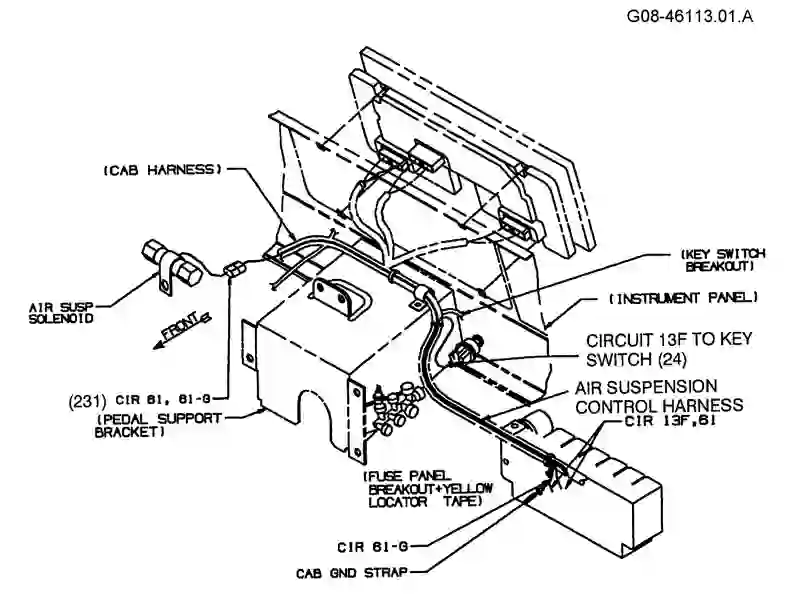 G08-46113.01.A
(CAB HARNESS)
(KEY SWITCH
BREAKOUT)
AIR SUSP
SOLENOID
FRONT
(INSTRUMENT PANEL)
CIRCUIT 13F TO KEY
SWITCH (24)
AIR SUSPENSION
CONTROL HARNESS
CIR 13F,61
(231) CIR 61, 61-G
(PEDAL SUPPORT
BRACKET)
(FUSE PANEL
BREAKOUT+YELLOW
LOCATOR TAPE)
CIR 61-G
CAB GND STRAP